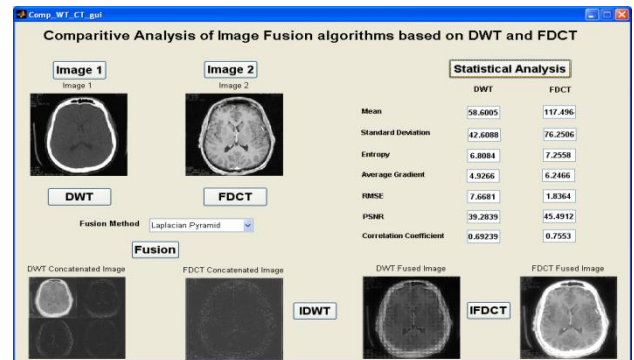 Comp_WT_CT_gui
Comparitive Analysis of Image Fusion algorithms based on DWT and FDCT
Image 1
Image 2
Statistical Analysis
Image 1
Image 2
DWT
FDCT
Mean
58.6005
117.496
Standard Deviation
42.6088
76.2506
Entropy
6.8084
7.2558
Average Gradient
4.9266
6.2466
RMSE
7.6681
1.8364
PSNR
39.2839
45.4912
Correlation Coefficient
0.69239
0.7553
DWT
FDCT
Fusion Method
Laplacian Pyramid
Fusion
DWT Concatenated Image
FDCT Concatenated Image
DWT Fused Image
FDCT Fused Image
IDWT
IFDCT